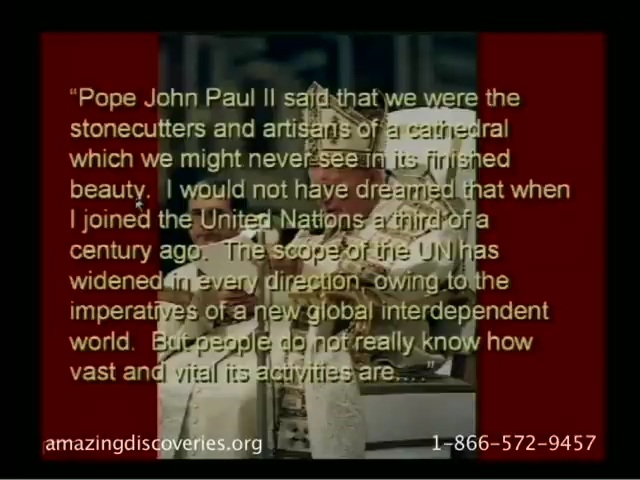 “Pope John Paul II said that we were the
stonecutters and artisans of a cathedral
which we might never see in its finished
beauty.  I would not have dreamed that when
I joined the United Nations a third of a
century ago.  The scope of the UN has
widened in every direction, owing to the
imperatives of a new global interdependent
world.  But people do not really know how
vast and vital its activities are....”
amazingdiscoveries.org
1-866-572-9457